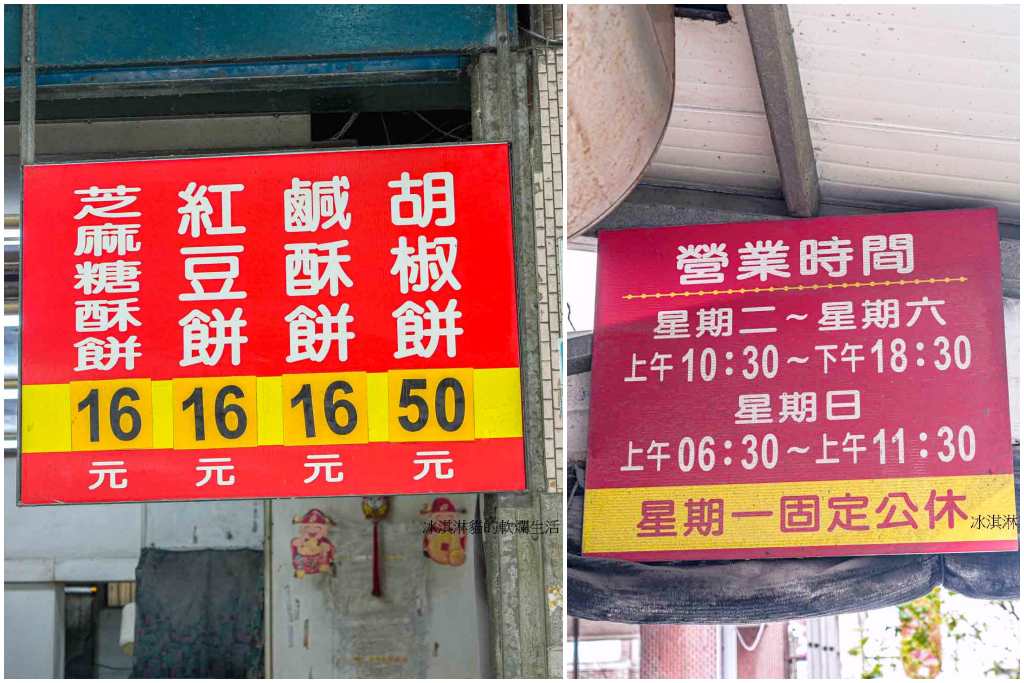 胡椒餅
50
元
鹹酥餅
16
元
紅豆餅
16
元
芝麻糖酥餅
16
元
冰淇淋貓的軟爛生活
營業時間
星期二~星期六
上午10:30~下午18:30
星期日
上午06:30~上午11:30
星期一固定公休
冰淇淋